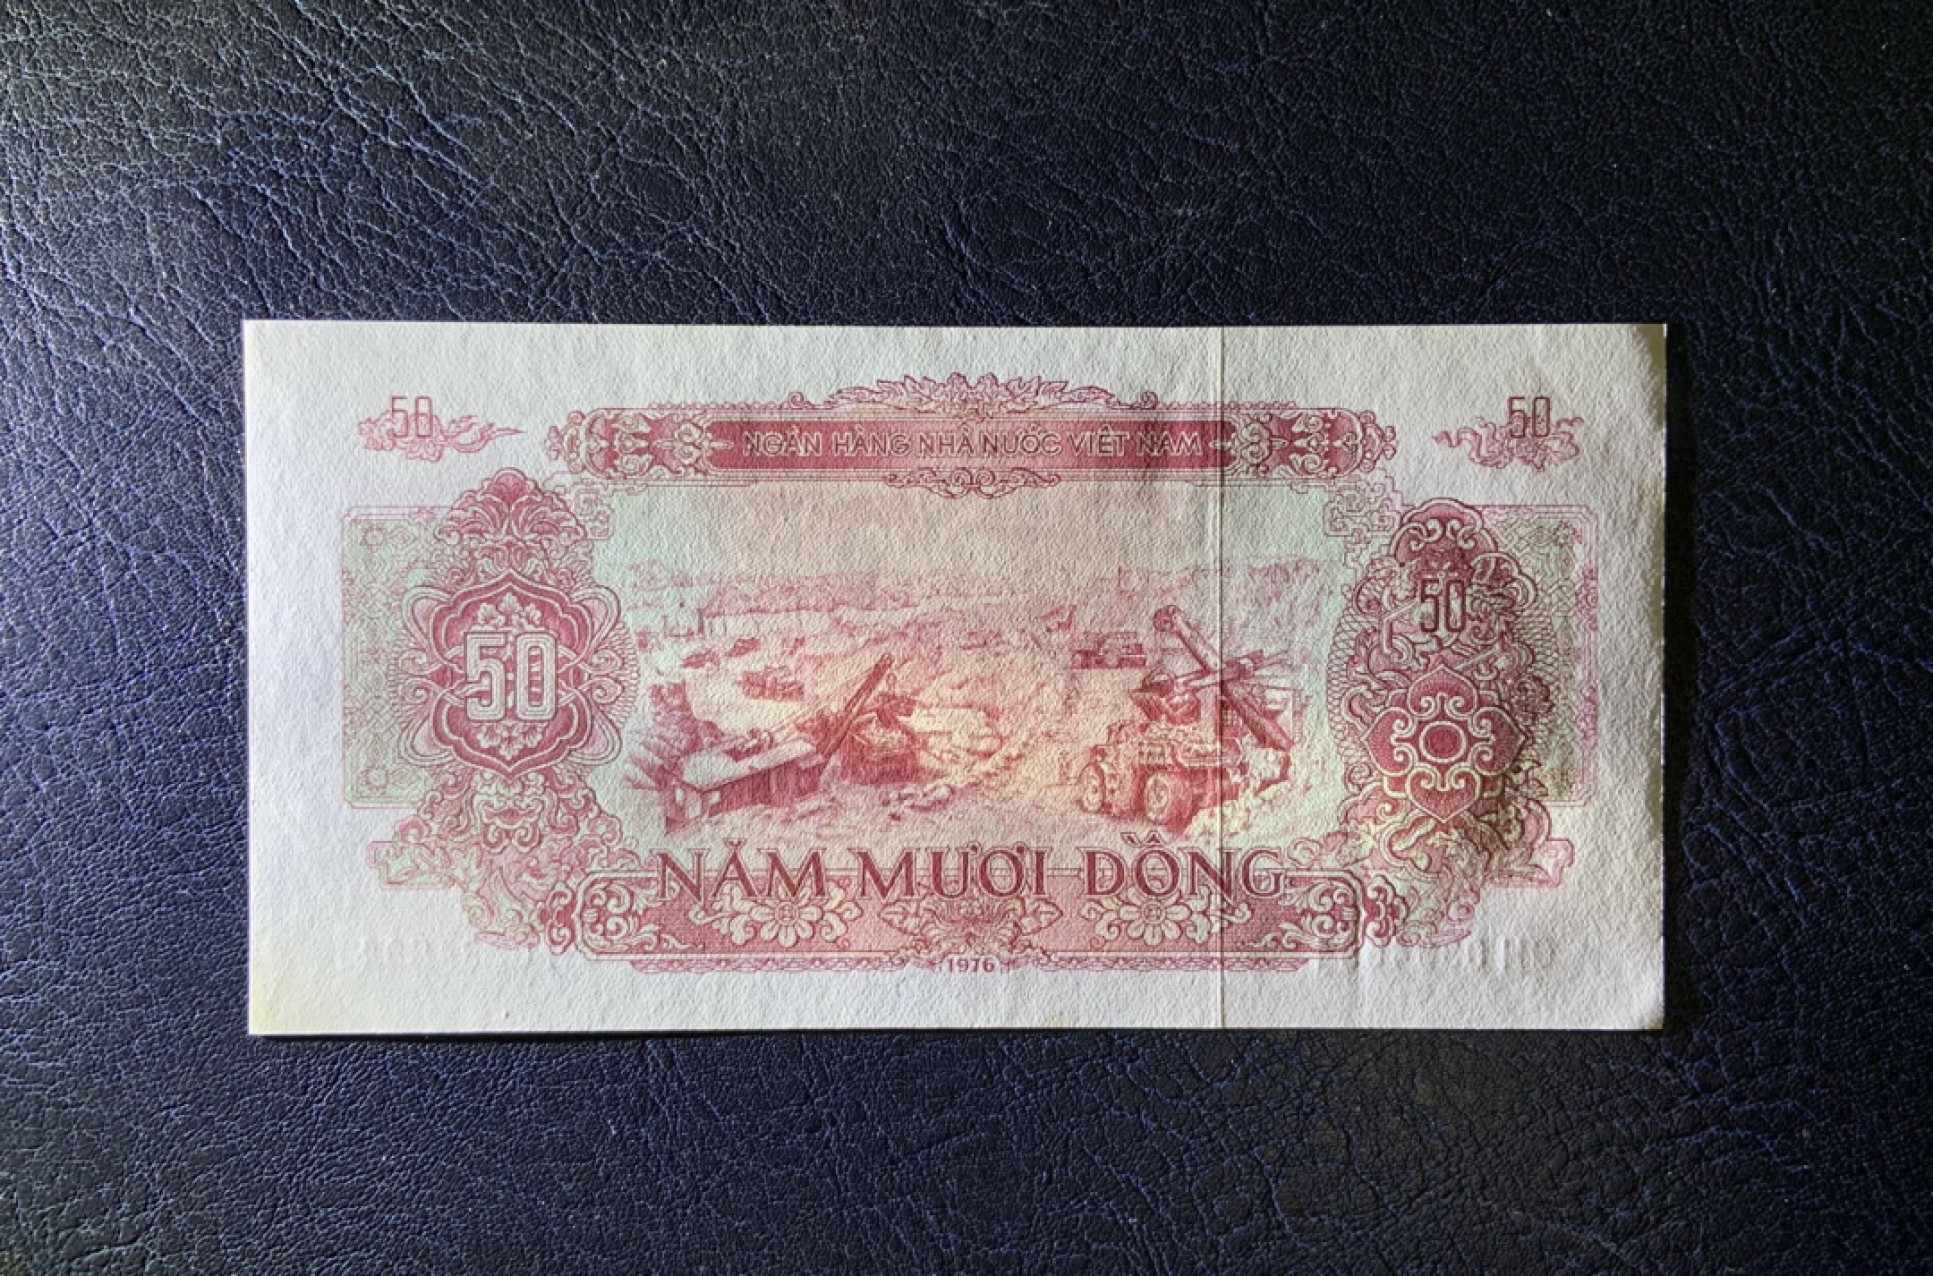 50
50
NGÂN HÀNG NHÀ NƯỚC VIỆT NAM
50
50
NĂM MƯƠI ĐỒNG
1976